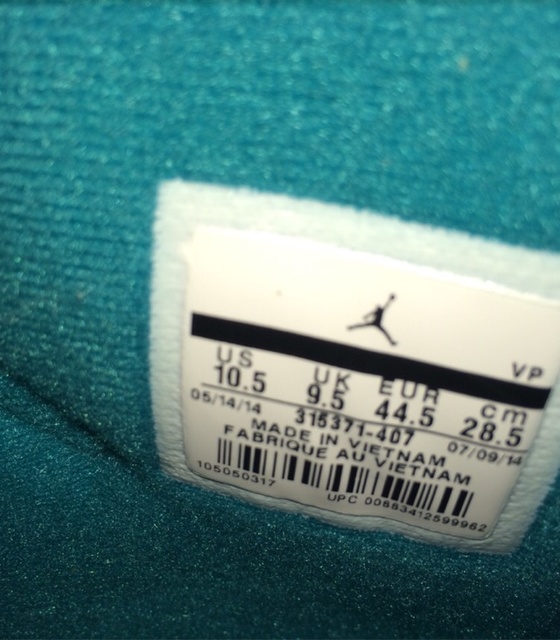 VP
US UK EUR cm
10.5 9.5 44.5 28.5
05/14/14 315371-407 07/09/14
MADE IN VIETNAM
FABRIQUE AU VIETNAM
105050317 UPC 00883412599962